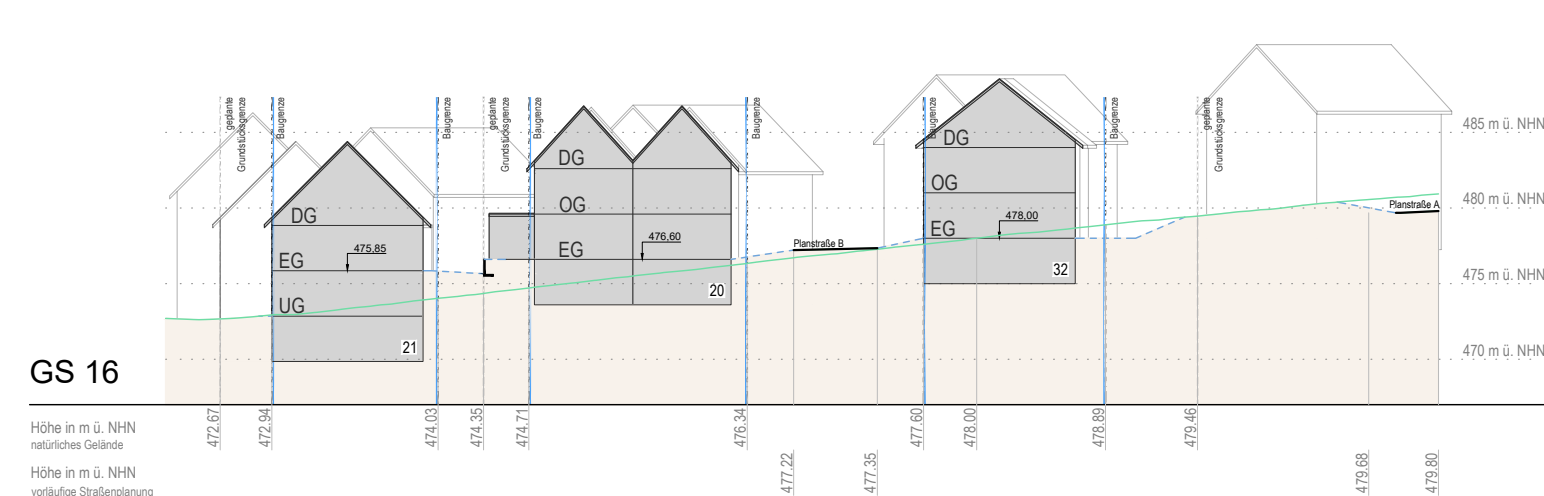 geplante
Grundstücksgrenze
Baugrenze
Baugrenze
geplante
Grundstücksgrenze
Baugrenze
Baugrenze
Baugrenze
Baugrenze
geplante
Grundstücksgrenze
485 m ü. NHN
480 m ü. NHN
475 m ü. NHN
470 m ü. NHN
DG
EG
475,85
UG
21
DG
OG
EG
476,60
20
Planstraße B
DG
OG
EG
478,00
32
Planstraße A
GS 16
Höhe in m ü. NHN
natürliches Gelände
472.67
472.94
474.03
474.35
474.71
476.34
477.60
478.00
478.89
479.46
Höhe in m ü. NHN
vorläufige Straßenplanung
477.22
477.35
479.68
479.80